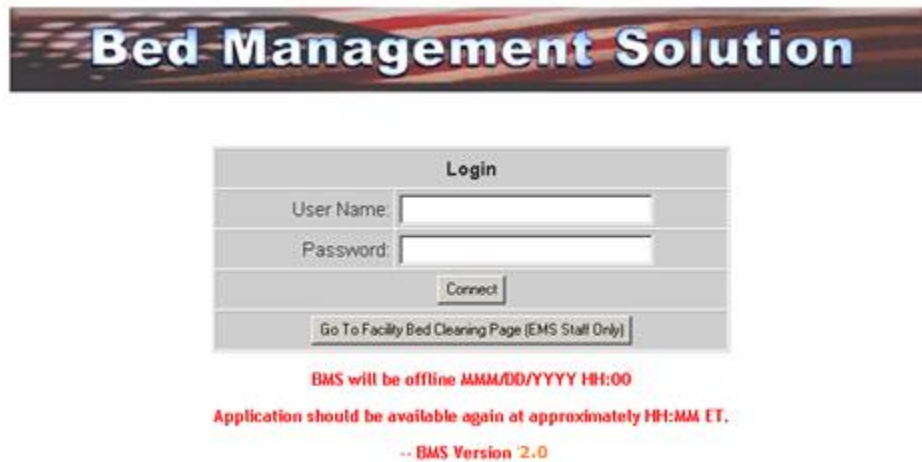 Bed Management Solution
Login
User Name:
Password:
Connect
Go To Facility Bed Cleaning Page (EMS Staff Only)
BMS will be offline MMM/DD/YYYY HH:00
Application should be available again at approximately HH:MM ET.
-- BMS Version 2.0